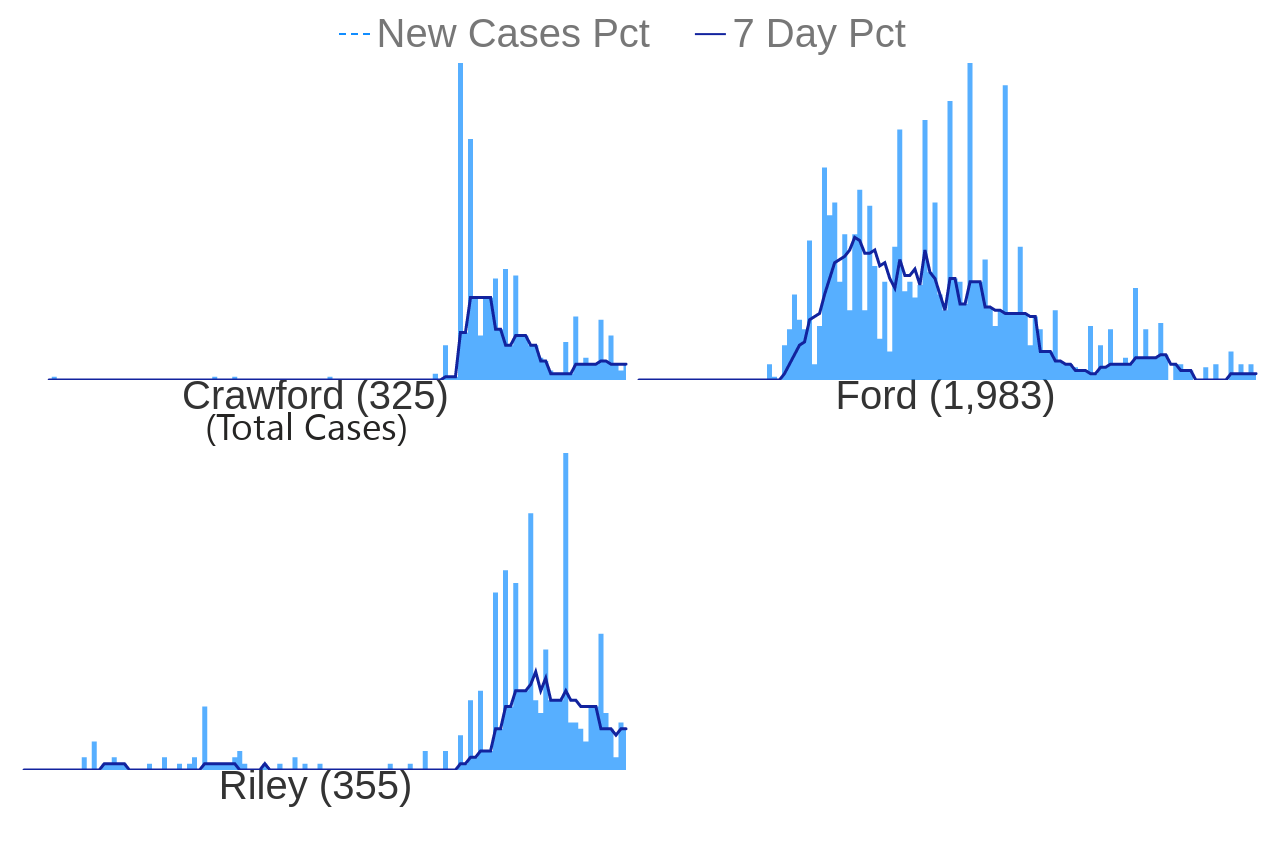 New Cases Pct 7 Day Pct
Crawford (325)
(Total Cases)
Ford (1,983)
Riley (355)